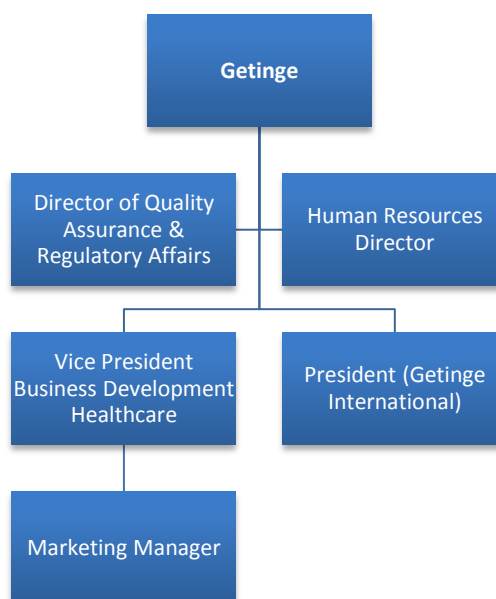 Getinge
Director of Quality
Assurance &
Regulatory Affairs
Human Resources
Director
Vice President
Business Development
Healthcare
President (Getinge
International)
Marketing Manager